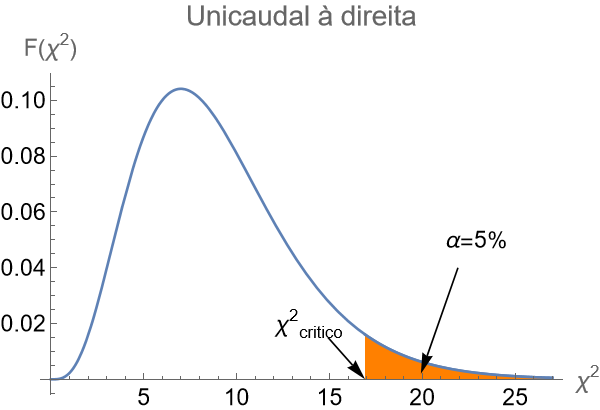 Unicaudal à direita
F(χ²)
0.10
0.08
0.06
0.04
0.02
α=5%
χ²critico
5
10
15
20
25
χ²